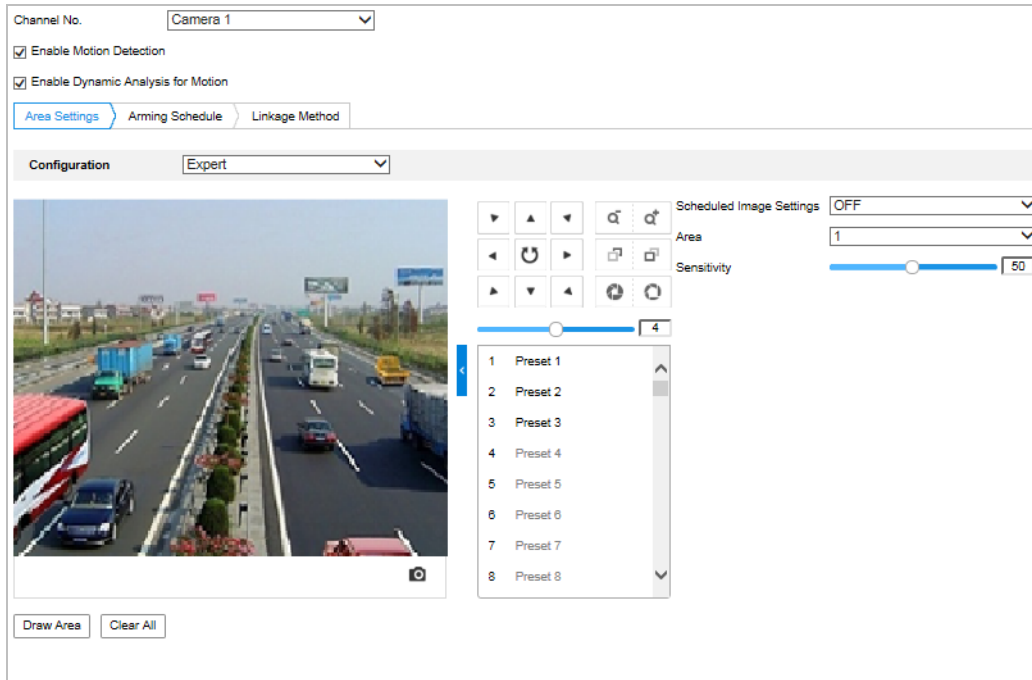 Channel No. Camera 1
Enable Motion Detection
Enable Dynamic Analysis for Motion
Area Settings Arming Schedule Linkage Method
Configuration Expert
Scheduled Image Settings OFF
Area 1
Sensitivity 50
4
1 Preset 1
2 Preset 2
3 Preset 3
4 Preset 4
5 Preset 5
6 Preset 6
7 Preset 7
8 Preset 8
Draw Area Clear All